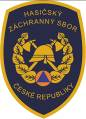 HASIČSKÝ
ZÁCHRANNÝ SBOR
ČESKÉ REPUBLIKY